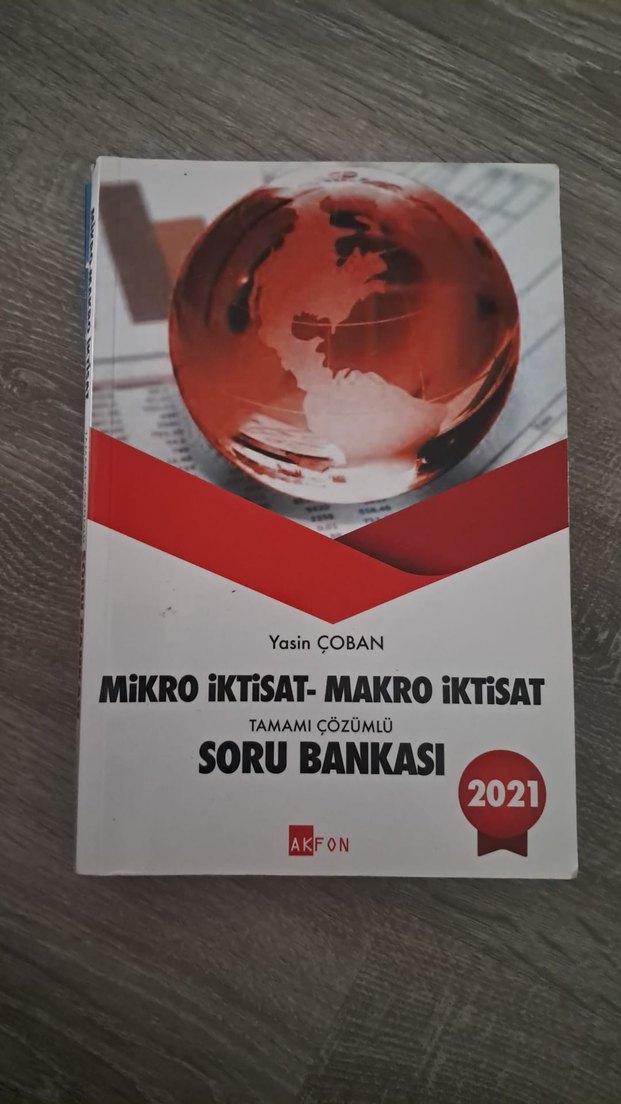 Yasin ÇOBAN
MiKRO iKTiSAT- MAKRO iKTiSAT
TAMAMI ÇÖZÜMLÜ
SORU BANKASI
2021
AKFON